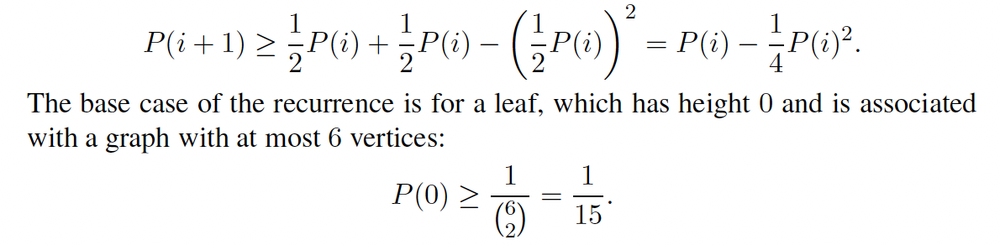 P(i + 1) ≥ \frac{1}{2}P(i) + \frac{1}{2}P(i) − \left(\frac{1}{2}P(i)\right)^2 = P(i) − \frac{1}{4}P(i)^2.
The base case of the recurrence is for a leaf, which has height 0 and is associated
with a graph with at most 6 vertices:
P(0) ≥ \frac{1}{\binom{6}{2}} = \frac{1}{15}.